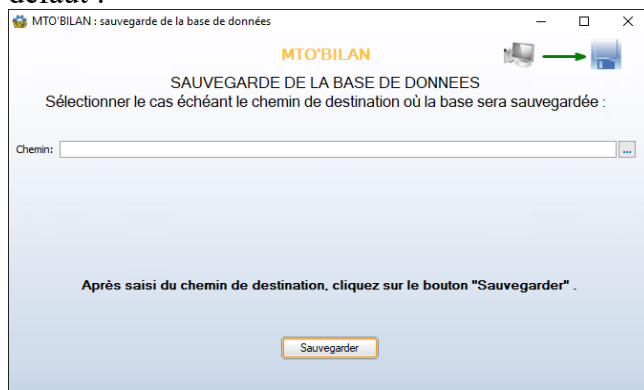 défaut :
MTO'BILAN : sauvegarde de la base de données
MTO'BILAN
SAUVEGARDE DE LA BASE DE DONNEES
Sélectionner le cas échéant le chemin de destination où la base sera sauvegardée :
Chemin:
...
Après saisi du chemin de destination, cliquez sur le bouton "Sauvegarder" .
Sauvegarder